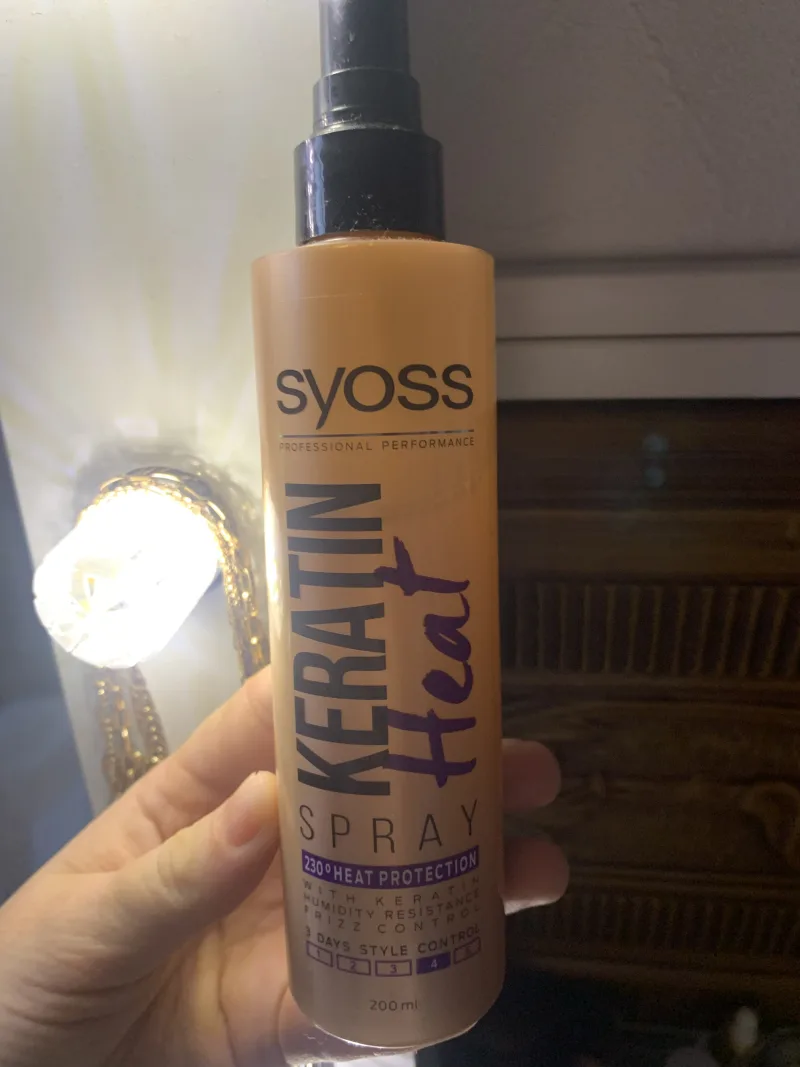 syoss
PROFESSIONAL PERFORMANCE
KERATIN
Heat
SPRAY
230° HEAT PROTECTION
WITH KERATIN
HUMIDITY RESISTANCE
FRIZZ CONTROL
3 DAYS STYLE CONTROL
1 2 3 4 5
200 ml